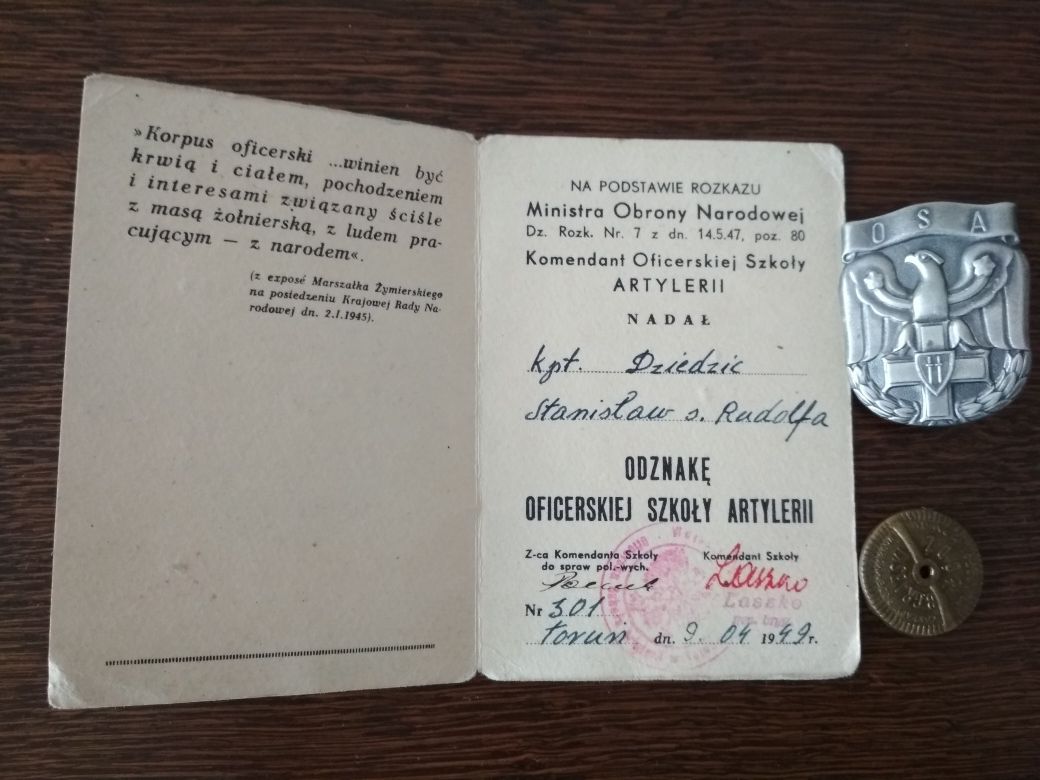 »Korpus oficerski ...winien być
krwią i ciałem, pochodzeniem
i interesami związany ściśle
z masą żołnierską, z ludem pra-
cującym — z narodem«.
(z exposé Marszałka Żymierskiego
na posiedzeniu Krajowej Rady Na-
rodowej dn. 2.I.1945).
NA PODSTAWIE ROZKAZU
Ministra Obrony Narodowej
Dz. Rozk. Nr. 7 z dn. 14.5.47, poz. 80
Komendant Oficerskiej Szkoły
ARTYLERII
NADAŁ
kpt. Dziedzic
Stanisław s. Rudolfa
ODZNAKĘ
OFICERSKIEJ SZKOŁY ARTYLERII
Z-ca Komendanta Szkoły
do spraw pol.-wych.
Komendant Szkoły
Laszko
Laszko
gen. bryg.
Nr 301
Toruń dn. 9. 04 1949r.
OSA